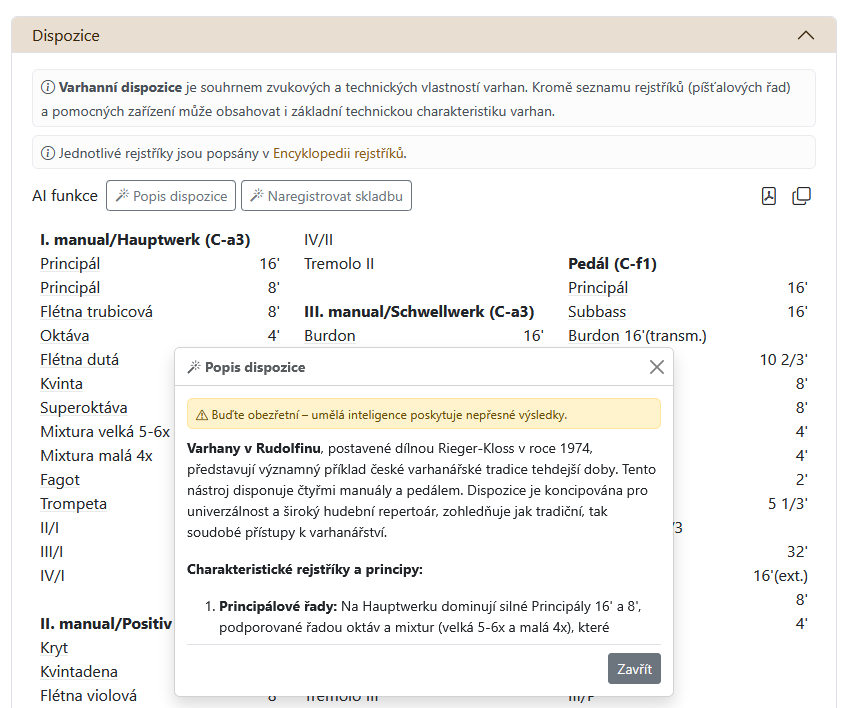 Dispozice
Varhanní dispozice je souhrnem zvukových a technických vlastností varhan. Kromě seznamu rejstříků (píšťalových řad)
a pomocných zařízení může obsahovat i základní technickou charakteristiku varhan.
Jednotlivé rejstříky jsou popsány v Encyklopedii rejstříků.
AI funkce Popis dispozice Naregistrovat skladbu
I. manual/Hauptwerk (C-a3)
Principál 16'
Principál 8'
Flétna trubicová 8'
Oktáva 4'
Flétna dutá
Kvinta
Superoktáva
Mixtura velká 5-6x
Mixtura malá 4x
Fagot
Trompeta
II/I
III/I
IV/I
II. manual/Positiv
Kryt
Kvintadena
Flétna violová 8
IV/II
Tremolo II
III. manual/Schwellwerk (C-a3)
Burdon 16'
Tremolo III
Pedál (C-f1)
Principál 16'
Subbass 16'
Burdon 16'(transm.)
10 2/3'
8'
8'
4'
4'
2'
5 1/3'
/3
32'
16'(ext.)
8'
4'
III/P
Popis dispozice
Buďte obezřetní – umělá inteligence poskytuje nepřesné výsledky.
Varhany v Rudolfinu, postavené dílnou Rieger-Kloss v roce 1974,
představují významný příklad české varhanářské tradice tehdejší doby. Tento
nástroj disponuje čtyřmi manuály a pedálem. Dispozice je koncipována pro
univerzálnost a široký hudební repertoár, zohledňuje jak tradiční, tak
soudobé přístupy k varhanářství.
Charakteristické rejstříky a principy:
1. Principálové řady: Na Hauptwerku dominují silné Principály 16' a 8',
podporované řadou oktáv a mixtur (velká 5-6x a malá 4x), které
Zavřít